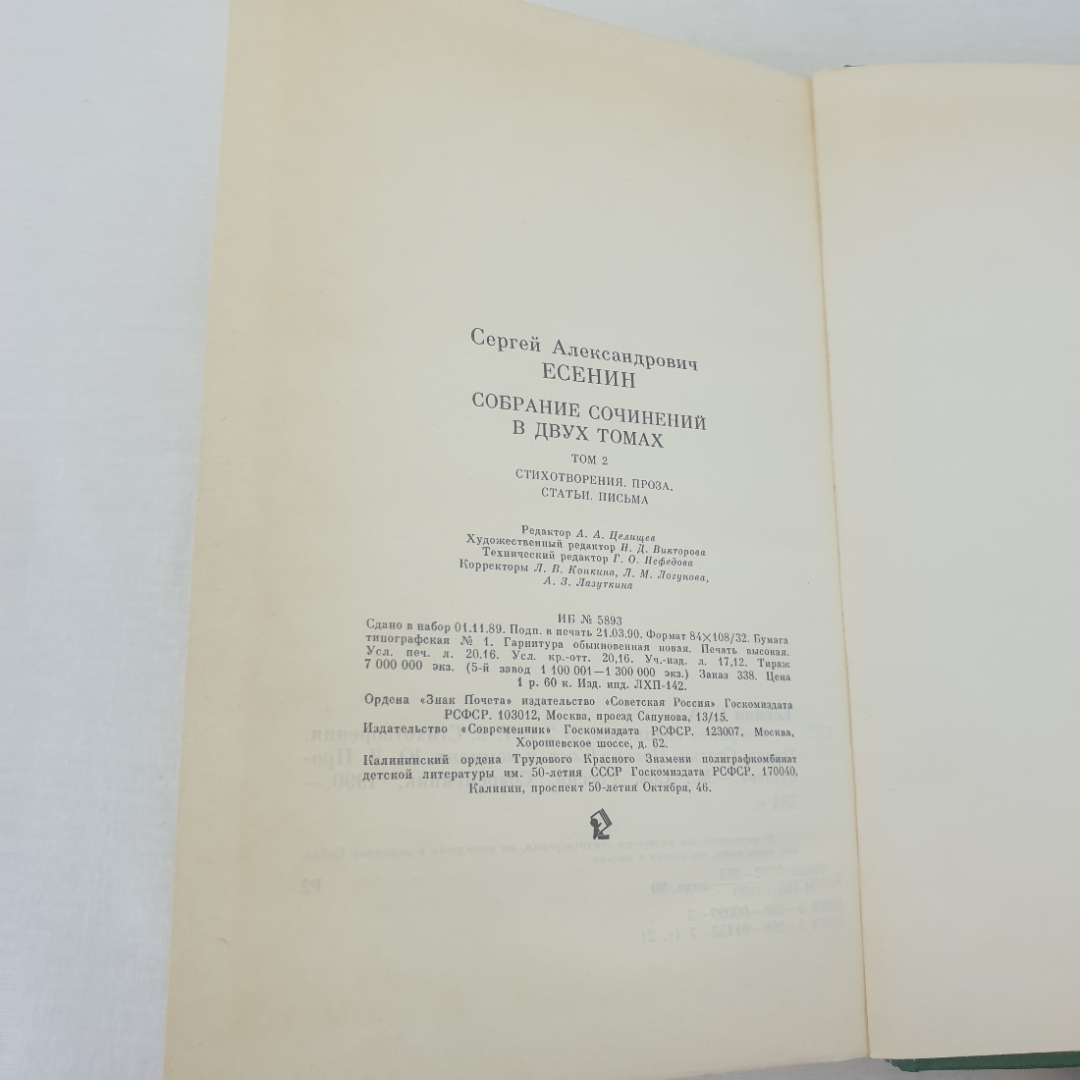 Сергей Александрович
ЕСЕНИН
СОБРАНИЕ СОЧИНЕНИЙ
В ДВУХ ТОМАХ
ТОМ 2
СТИХОТВОРЕНИЯ. ПРОЗА.
СТАТЬИ. ПИСЬМА
Редактор А. А. Целищев
Художественный редактор Н. Д. Викторова
Технический редактор Г. О. Нефедова
Корректоры Л. В. Конкина, Л. М. Логунова,
А. З. Лазуткина
ИБ № 5893
Сдано в набор 01.11.89. Подп. в печать 21.03.90. Формат 84×108/32. Бумага
типографская № 1. Гарнитура обыкновенная новая. Печать высокая.
Усл. печ. л. 20,16. Усл. кр.-отт. 20,16. Уч.-изд. л. 17,12. Тираж
7 000 000 экз. (5-й завод 1 100 001—1 300 000 экз.) Заказ 338. Цена
1 р. 60 к. Изд. инд. ЛХП-142.
Ордена «Знак Почета» издательство «Советская Россия» Госкомиздата
РСФСР. 103012, Москва, проезд Сапунова, 13/15.
Издательство «Современник» Госкомиздата РСФСР. 123007, Москва,
Хорошевское шоссе, д. 62.
Калининский ордена Трудового Красного Знамени полиграфкомбинат
детской литературы им. 50-летия СССР Госкомиздата РСФСР. 170040,
Калинин, проспект 50-летия Октября, 46.